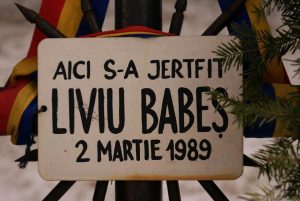 AICI S-A JERTFIT
LIVIU BABEȘ
2 MARTIE 1989